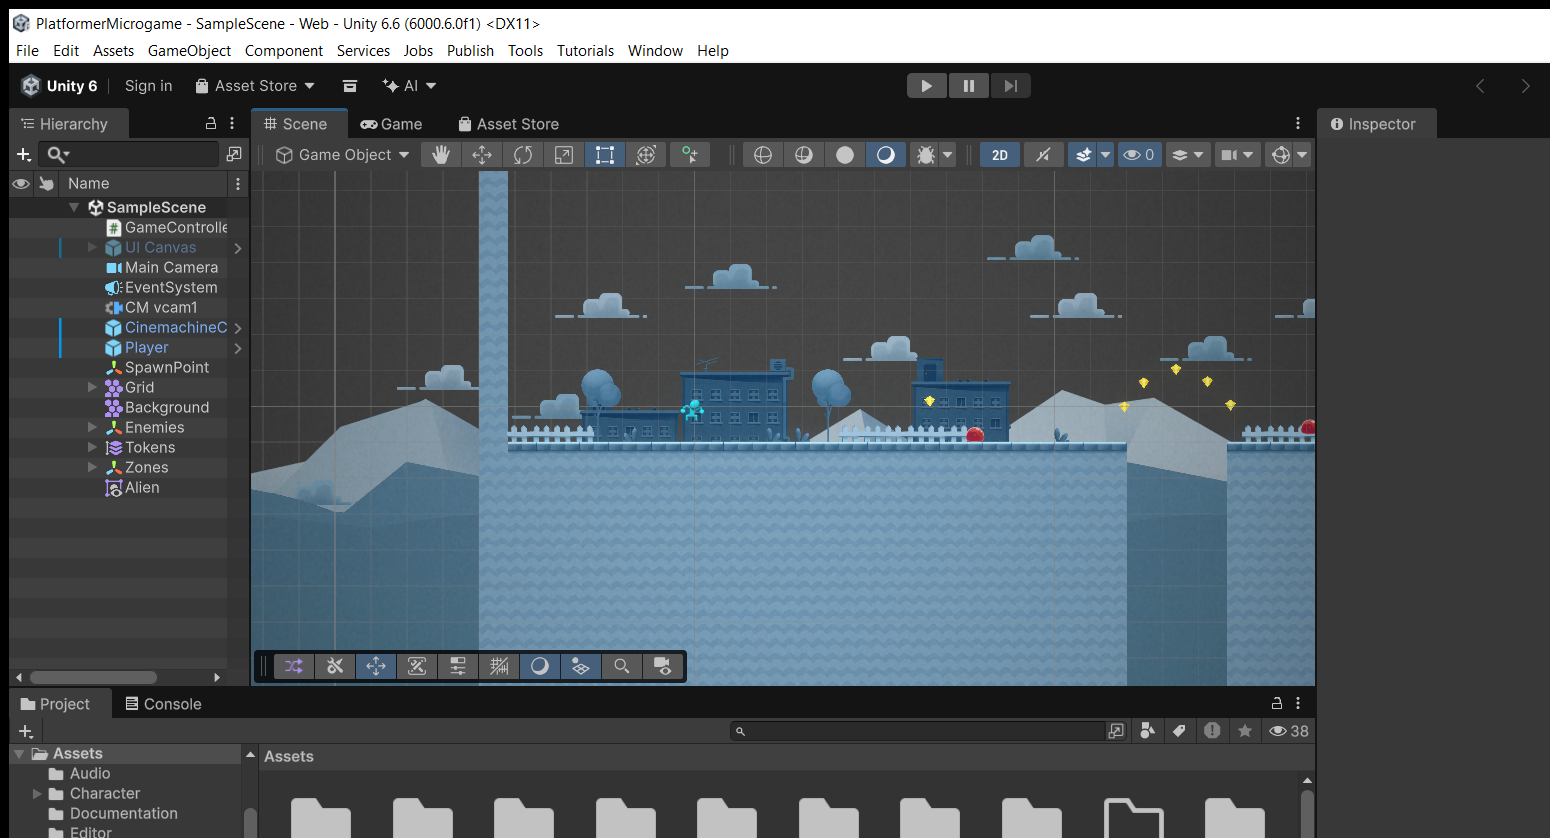 PlatformerMicrogame - SampleScene - Web - Unity 6.6 (6000.6.0f1) <DX11>
File Edit Assets GameObject Component Services Jobs Publish Tools Tutorials Window Help
Unity 6 Sign in Asset Store AI
Hierarchy Scene Game Asset Store Inspector
Game Object 2D 0
Name
SampleScene
GameControlle
UI Canvas
Main Camera
EventSystem
CM vcam1
CinemachineC
Player
SpawnPoint
Grid
Background
Enemies
Tokens
Zones
Alien
Project Console
38
Assets Assets
Audio
Character
Documentation
Editor